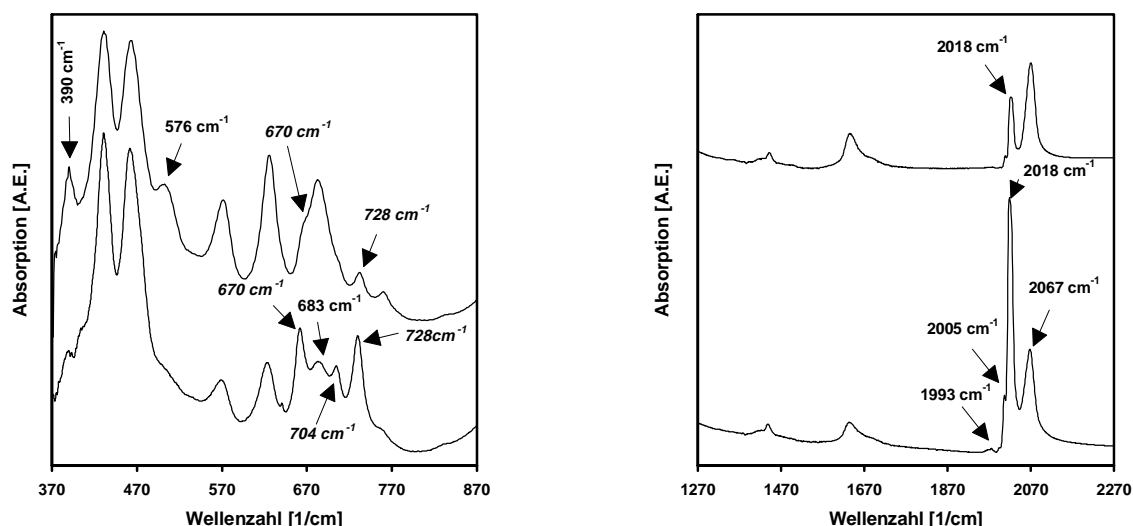 Absorption [A.E.]
390 cm-1
576 cm-1
670 cm-1
728 cm-1
670 cm-1
683 cm-1
728cm-1
704 cm-1
370 470 570 670 770 870
Wellenzahl [1/cm]
Absorption [A.E.]
2018 cm-1
2018 cm-1
2067 cm-1
2005 cm-1
1993 cm-1
1270 1470 1670 1870 2070 2270
Wellenzahl [1/cm]